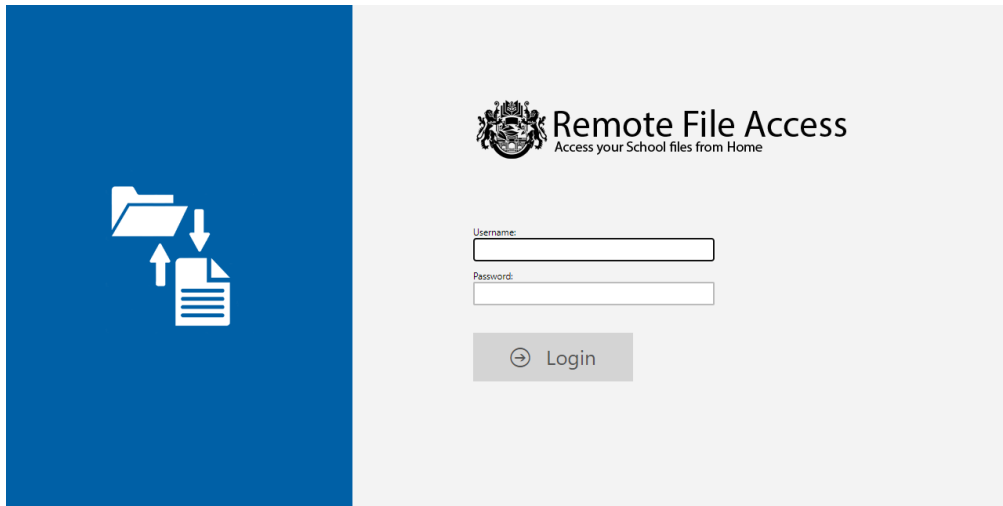 Remote File Access
Access your School files from Home
Username:
Password:
Login